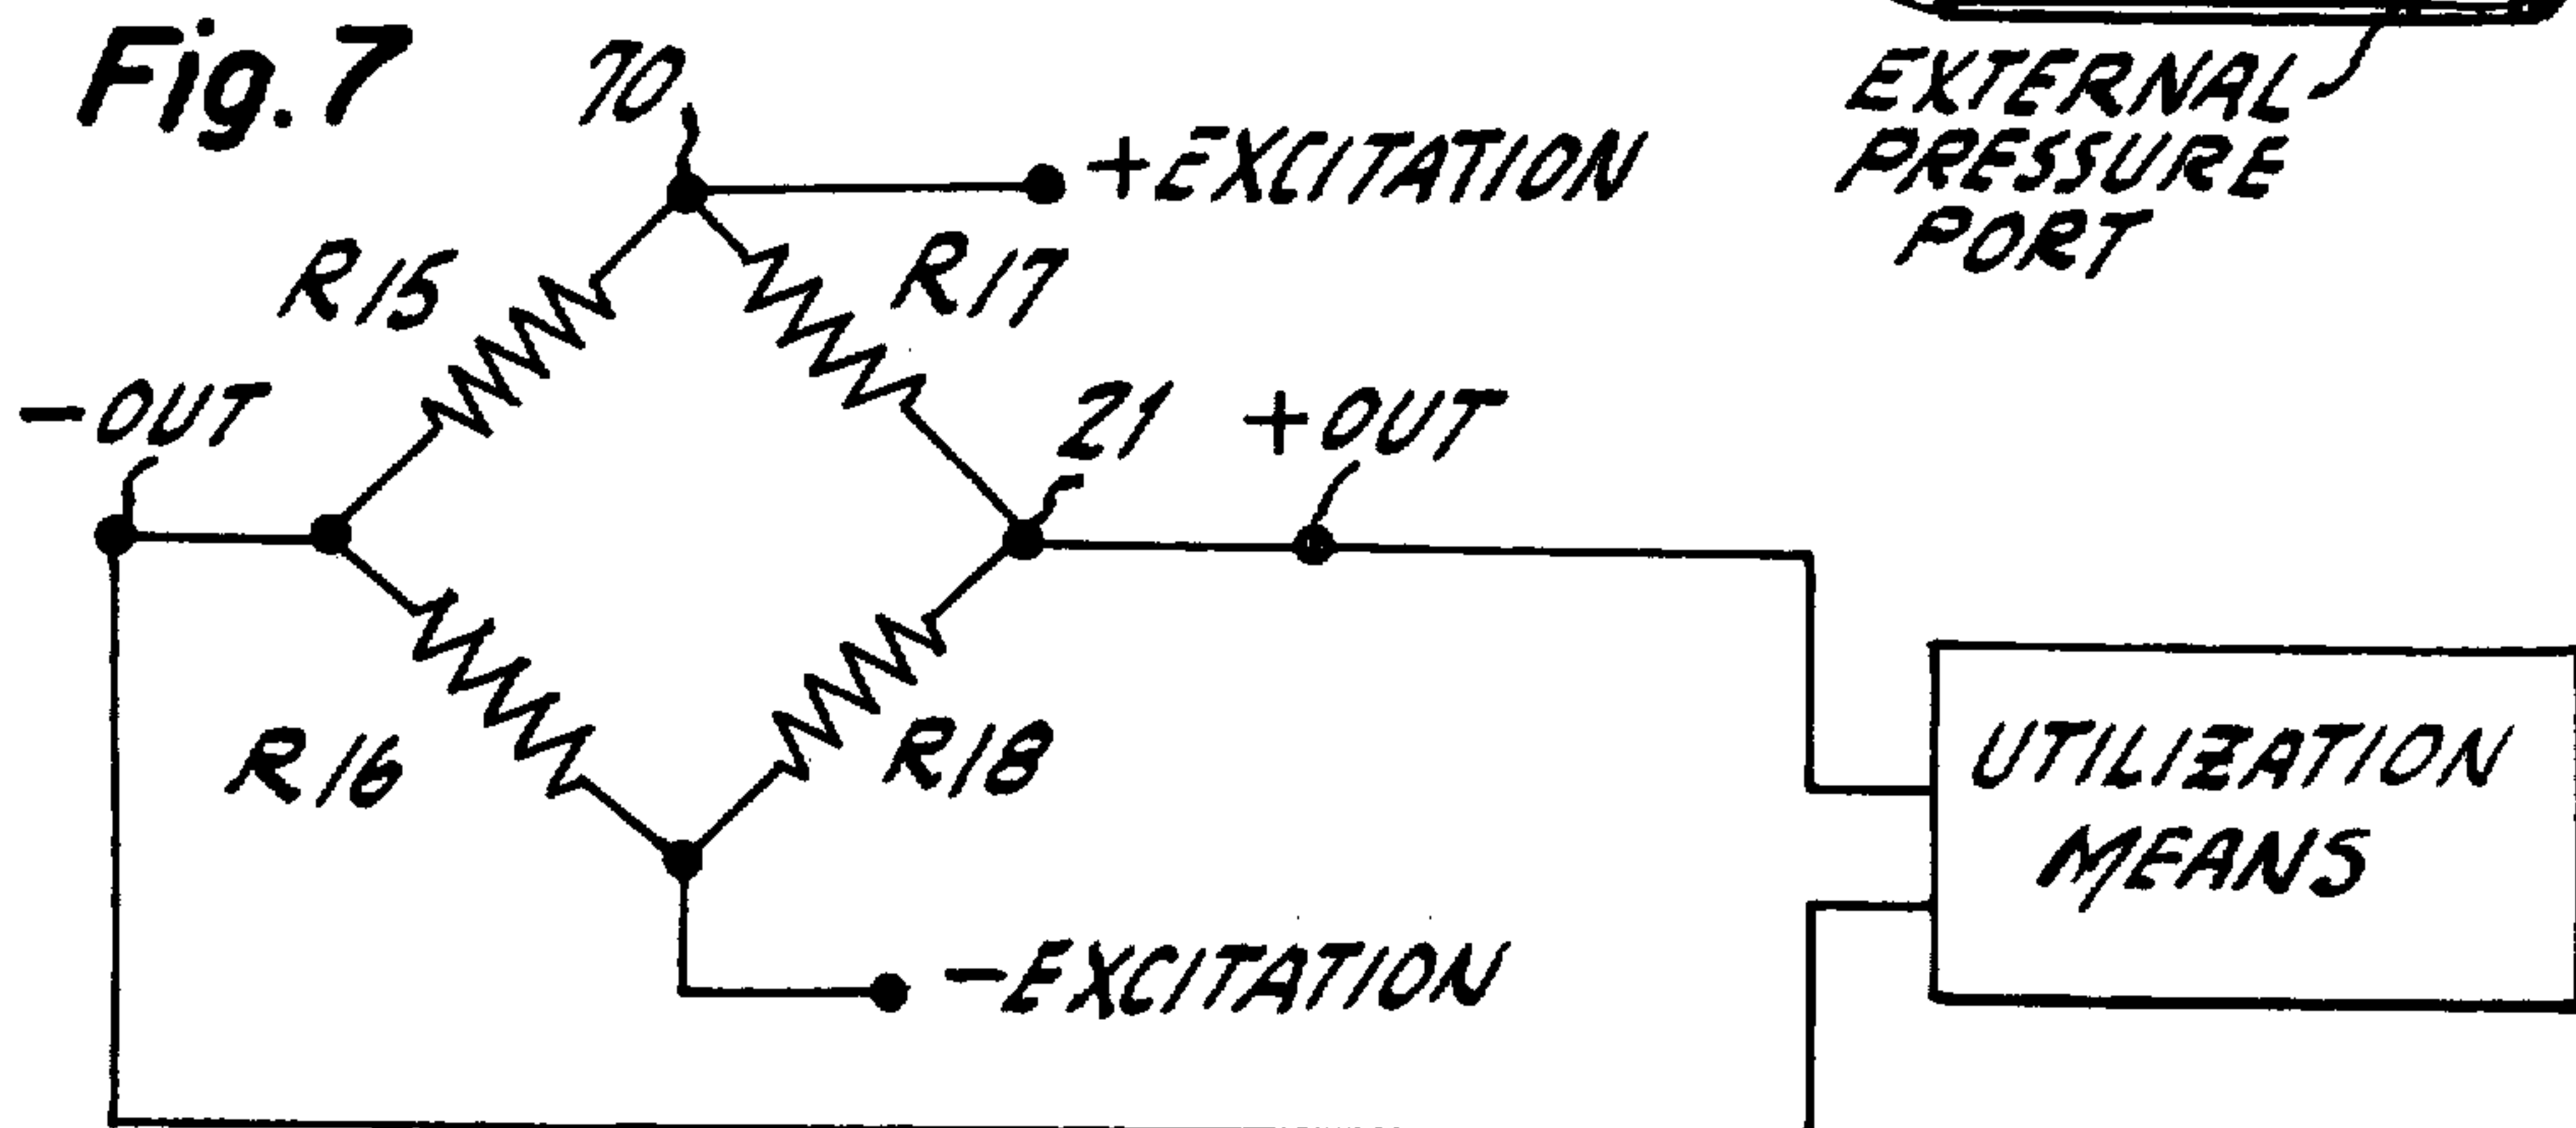 Fig. 7
70
+EXCITATION
EXTERNAL
PRESSURE
PORT
R15
R17
-OUT
21
+OUT
R16
R18
UTILIZATION
MEANS
-EXCITATION